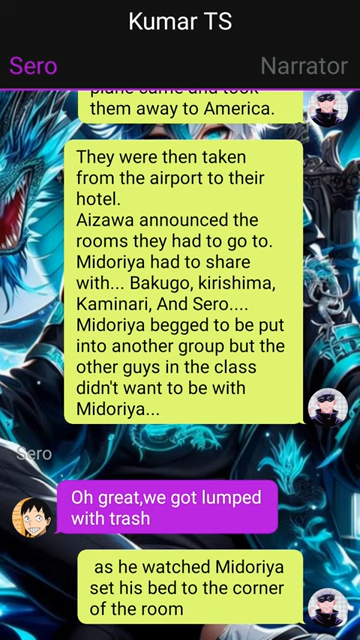 Kumar TS
Sero
Narrator
plane came and took
them away to America.
They were then taken
from the airport to their
hotel.
Aizawa announced the
rooms they had to go to.
Midoriya had to share
with... Bakugo, kirishima,
Kaminari, And Sero....
Midoriya begged to be put
into another group but the
other guys in the class
didn't want to be with
Midoriya...
Sero
Oh great,we got lumped
with trash
as he watched Midoriya
set his bed to the corner
of the room